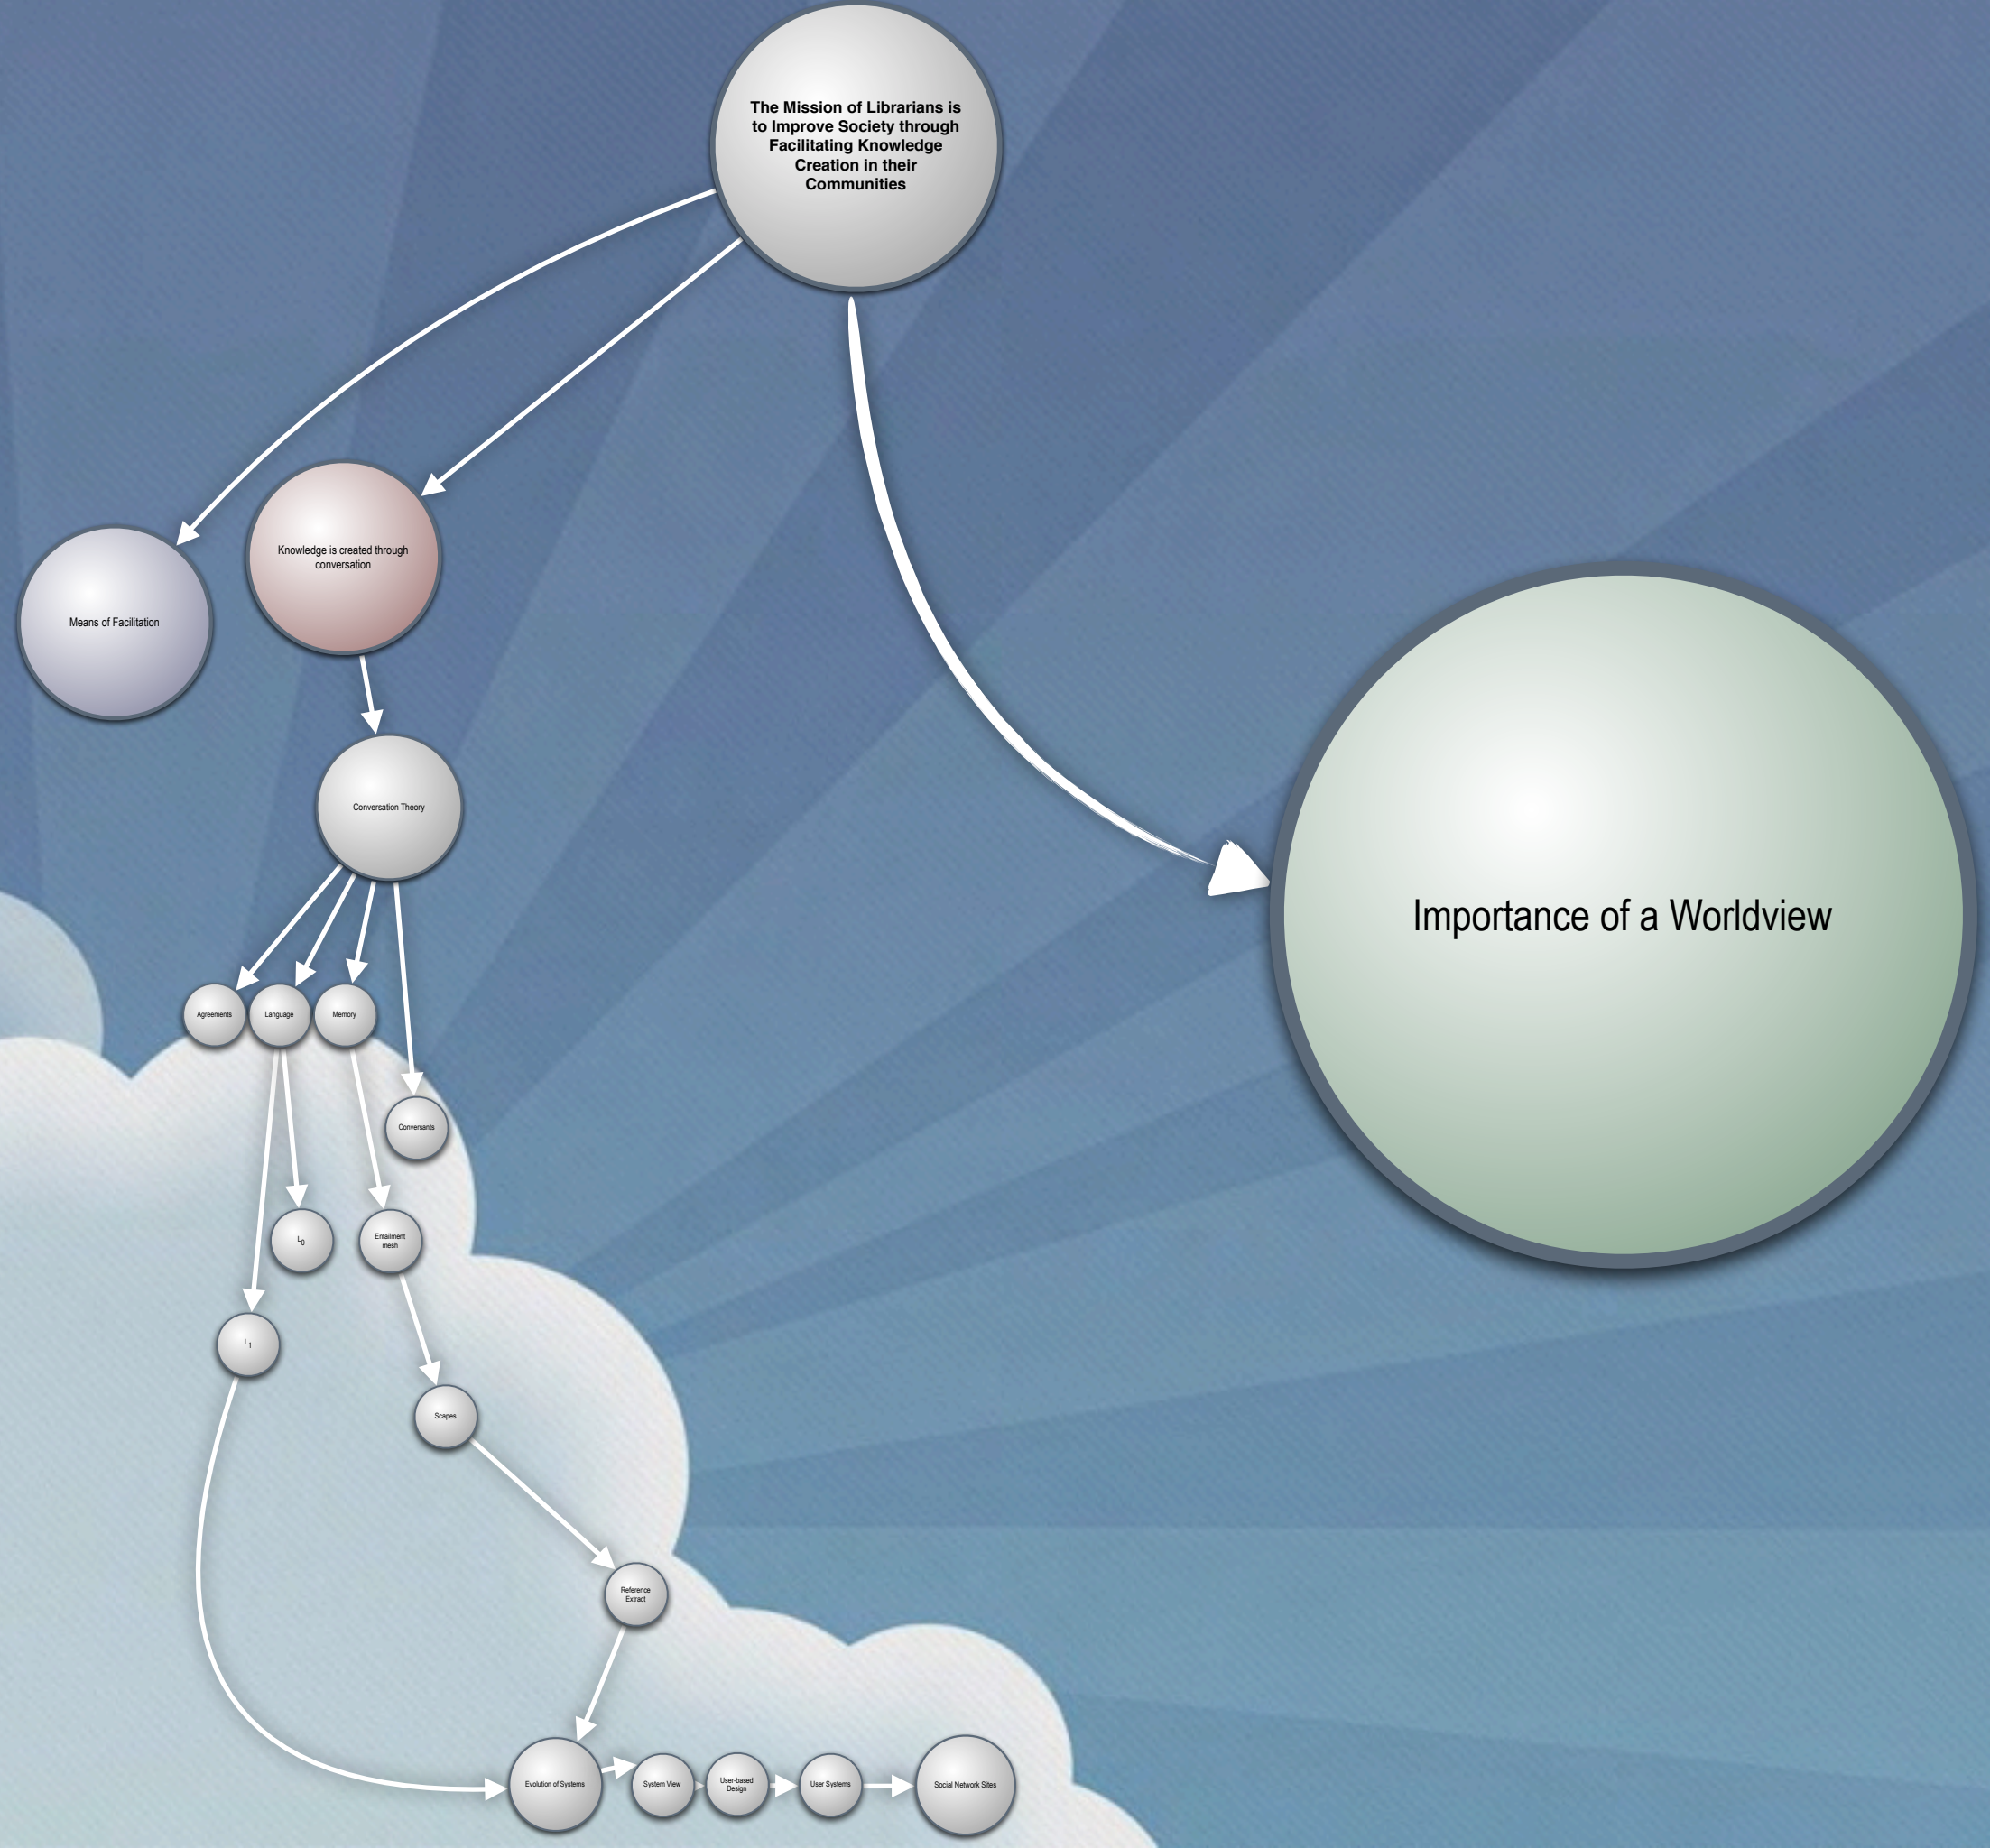 The Mission of Librarians is
to Improve Society through
Facilitating Knowledge
Creation in their
Communities
Knowledge is created through
conversation
Means of Facilitation
Conversation Theory
Importance of a Worldview
Agreements
Language
Memory
Conversants
L0
Entailment
mesh
L1
Scapes
Reference
Extract
Evolution of Systems
System View
User-based
Design
User Systems
Social Network Sites